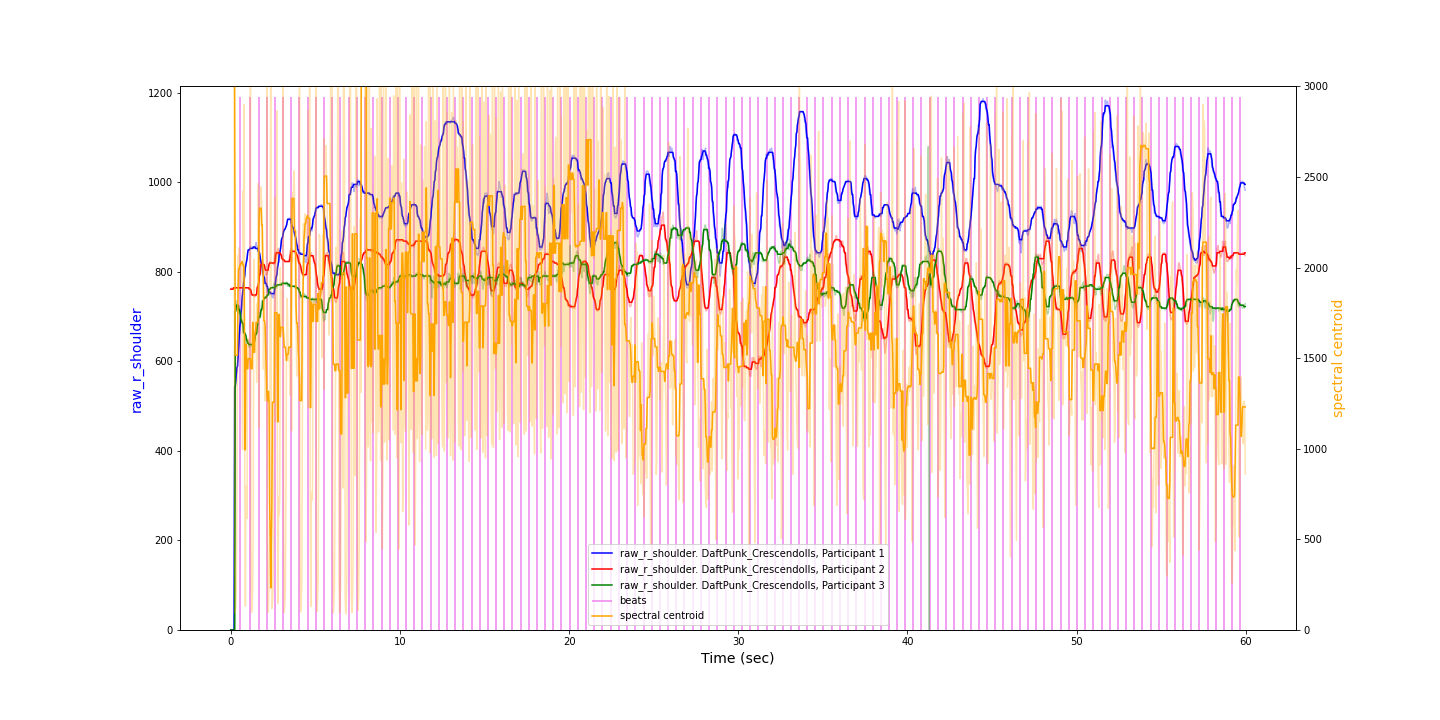 1200
1000
800
600
400
200
0
raw_r_shoulder
3000
2500
2000
1500
1000
500
0
spectral centroid
raw_r_shoulder. DaftPunk_Crescendolls, Participant 1
raw_r_shoulder. DaftPunk_Crescendolls, Participant 2
raw_r_shoulder. DaftPunk_Crescendolls, Participant 3
beats
spectral centroid
0 10 20 30 40 50 60
Time (sec)